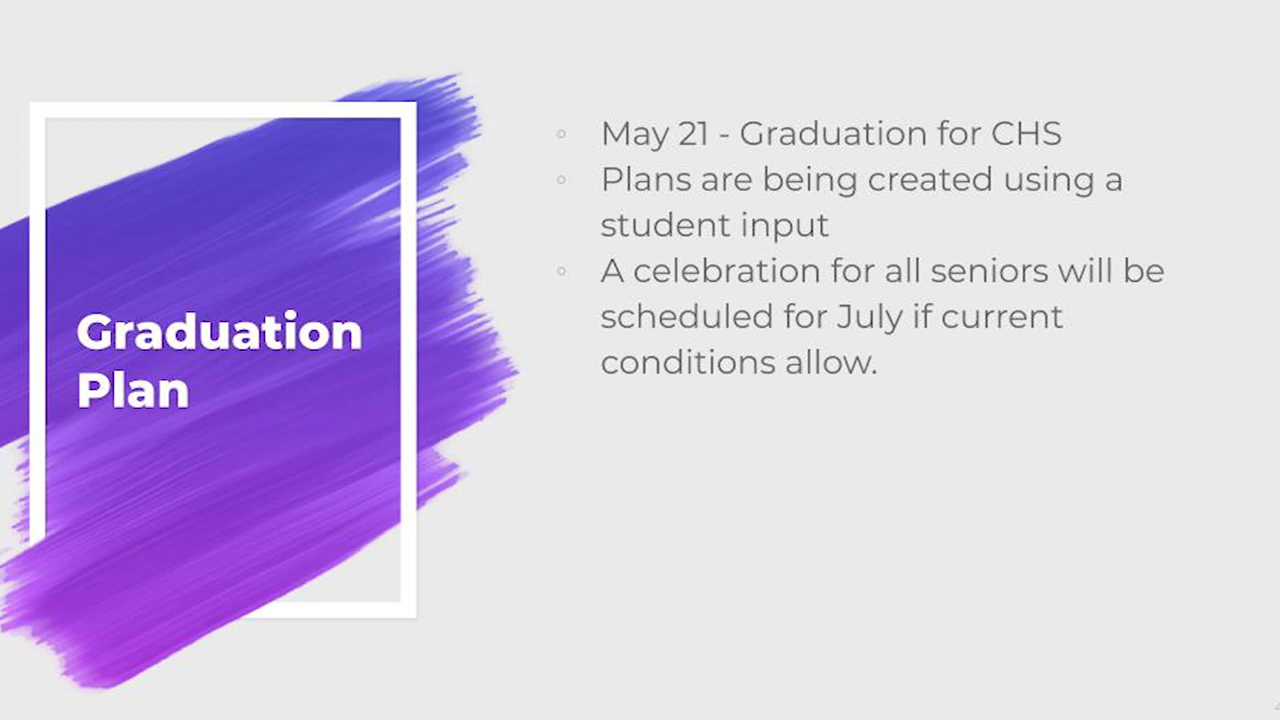 Graduation
Plan
May 21 - Graduation for CHS
Plans are being created using a
student input
A celebration for all seniors will be
scheduled for July if current
conditions allow.